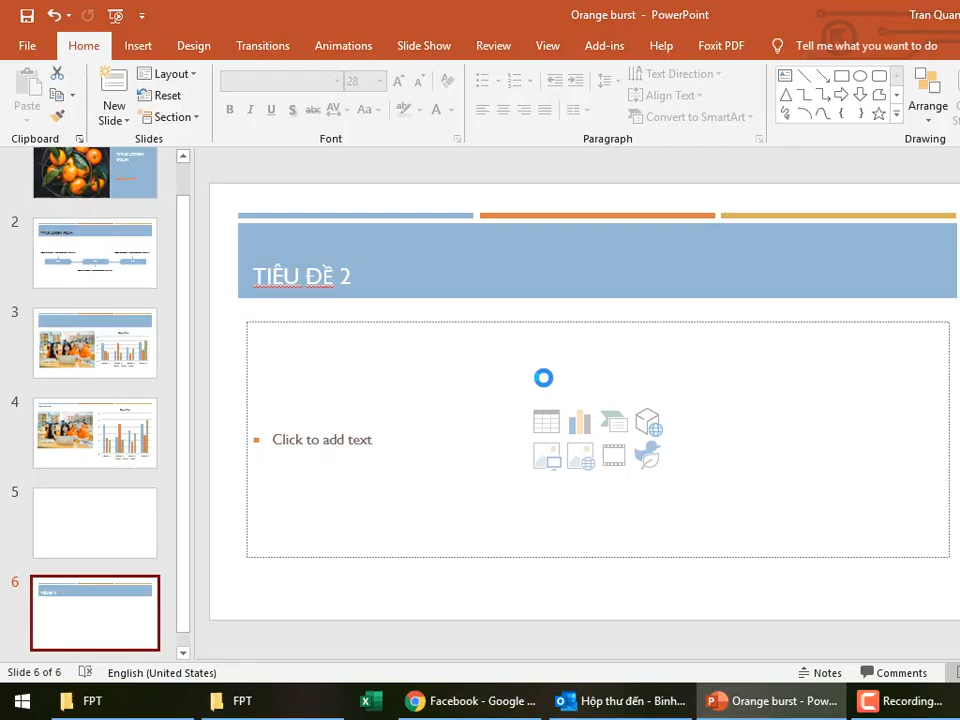 Orange burst - PowerPoint
Tran Quan
File Home Insert Design Transitions Animations Slide Show Review View Add-ins Help Foxit PDF Tell me what you want to do
Paste
New
Slide
Layout
Reset
Section
28
B I U S abc AV Aa A
Text Direction
Align Text
Convert to SmartArt
Arrange
Clipboard Slides Font Paragraph Drawing
2
3
4
5
6
TIÊU ĐỀ 2
Click to add text
Slide 6 of 6 English (United States) Notes Comments
FPT FPT Facebook - Google ... Hộp thư đến - Binh... Orange burst - Pow... Recording...